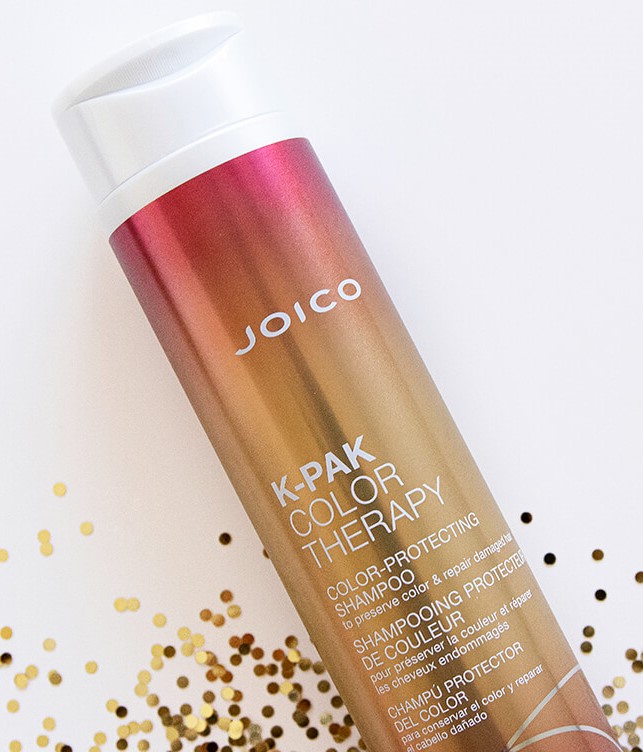 JOICO
K-PAK
COLOR
THERAPY
COLOR-PROTECTING
SHAMPOO
to preserve color & repair damaged hair
SHAMPOOING PROTECTEUR
DE COULEUR
pour préserver la couleur et réparer
les cheveux endommagés
CHAMPÚ PROTECTOR
DEL COLOR
para conservar el color y reparar
el cabello dañado